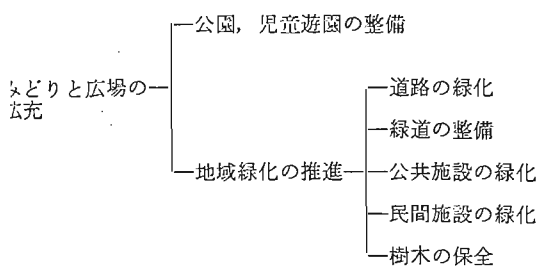 公園，児童遊園の整備
みどりと広場の
拡充
道路の緑化
緑道の整備
地域緑化の推進
公共施設の緑化
民間施設の緑化
樹木の保全